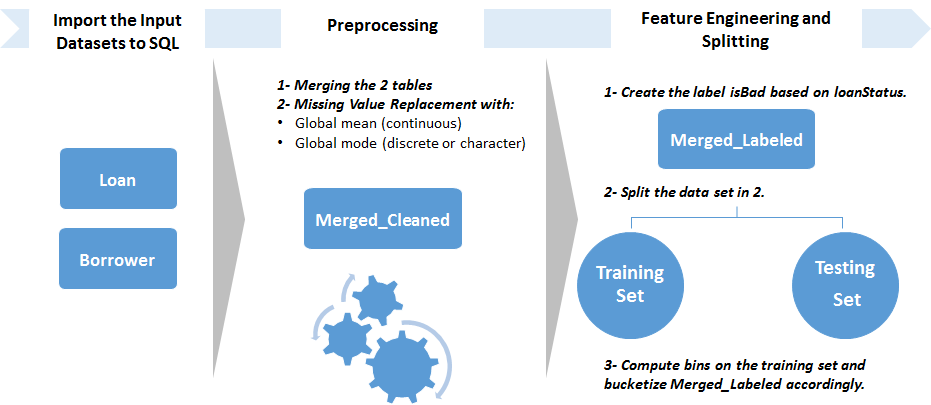 Import the Input
Datasets to SQL
Loan
Borrower
Preprocessing
1- Merging the 2 tables
2- Missing Value Replacement with:
• Global mean (continuous)
• Global mode (discrete or character)
Merged_Cleaned
Feature Engineering and
Splitting
1- Create the label isBad based on loanStatus.
Merged_Labeled
2- Split the data set in 2.
Training
Set
Testing
Set
3- Compute bins on the training set and
bucketize Merged_Labeled accordingly.